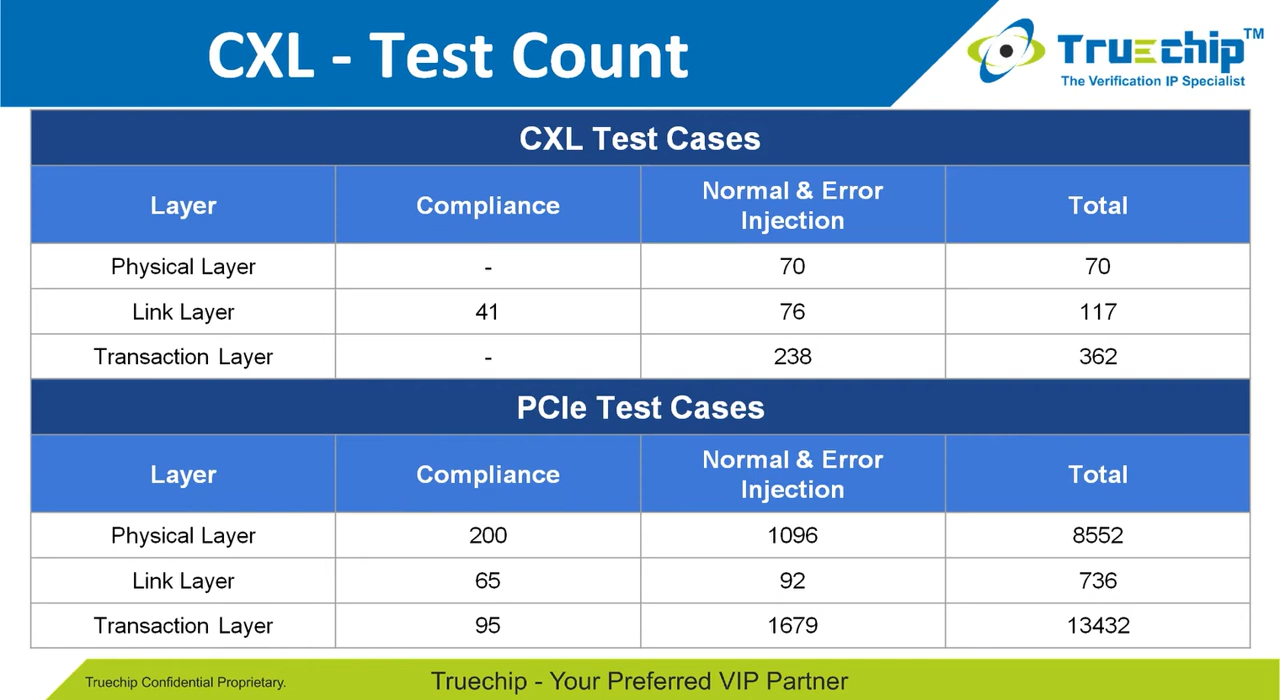 CXL - Test Count
Truechip™
The Verification IP Specialist
CXL Test Cases
Layer
Compliance
Normal & Error
Injection
Total
Physical Layer
-
70
70
Link Layer
41
76
117
Transaction Layer
-
238
362
PCIe Test Cases
Layer
Compliance
Normal & Error
Injection
Total
Physical Layer
200
1096
8552
Link Layer
65
92
736
Transaction Layer
95
1679
13432
Truechip Confidential Proprietary.
Truechip - Your Preferred VIP Partner